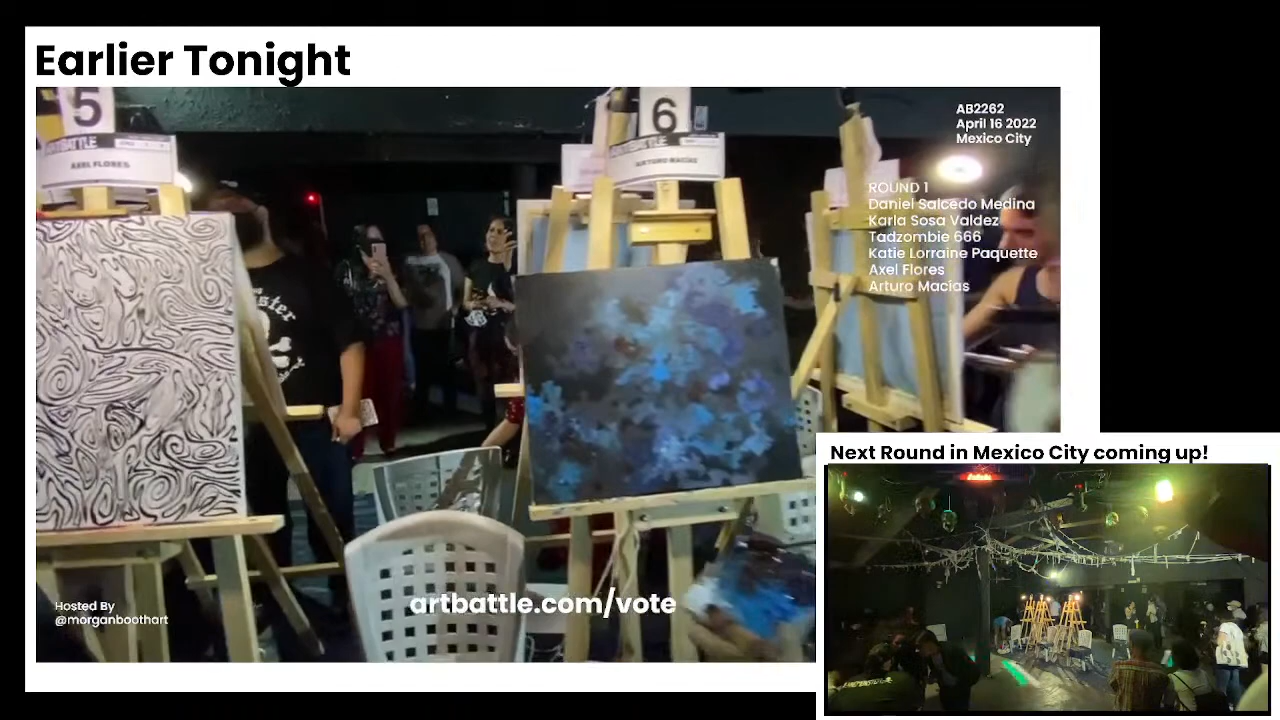 Earlier Tonight
5
6
AXEL FLORES
ARTURO MACÍAS
AB2262
April 16 2022
Mexico City
ROUND 1
Daniel Salcedo Medina
Karla Sosa Valdez
Tadzombie 666
Katie Lorraine Paquette
Axel Flores
Arturo Macías
Hosted By
@morganboothart
artbattle.com/vote
Next Round in Mexico City coming up!